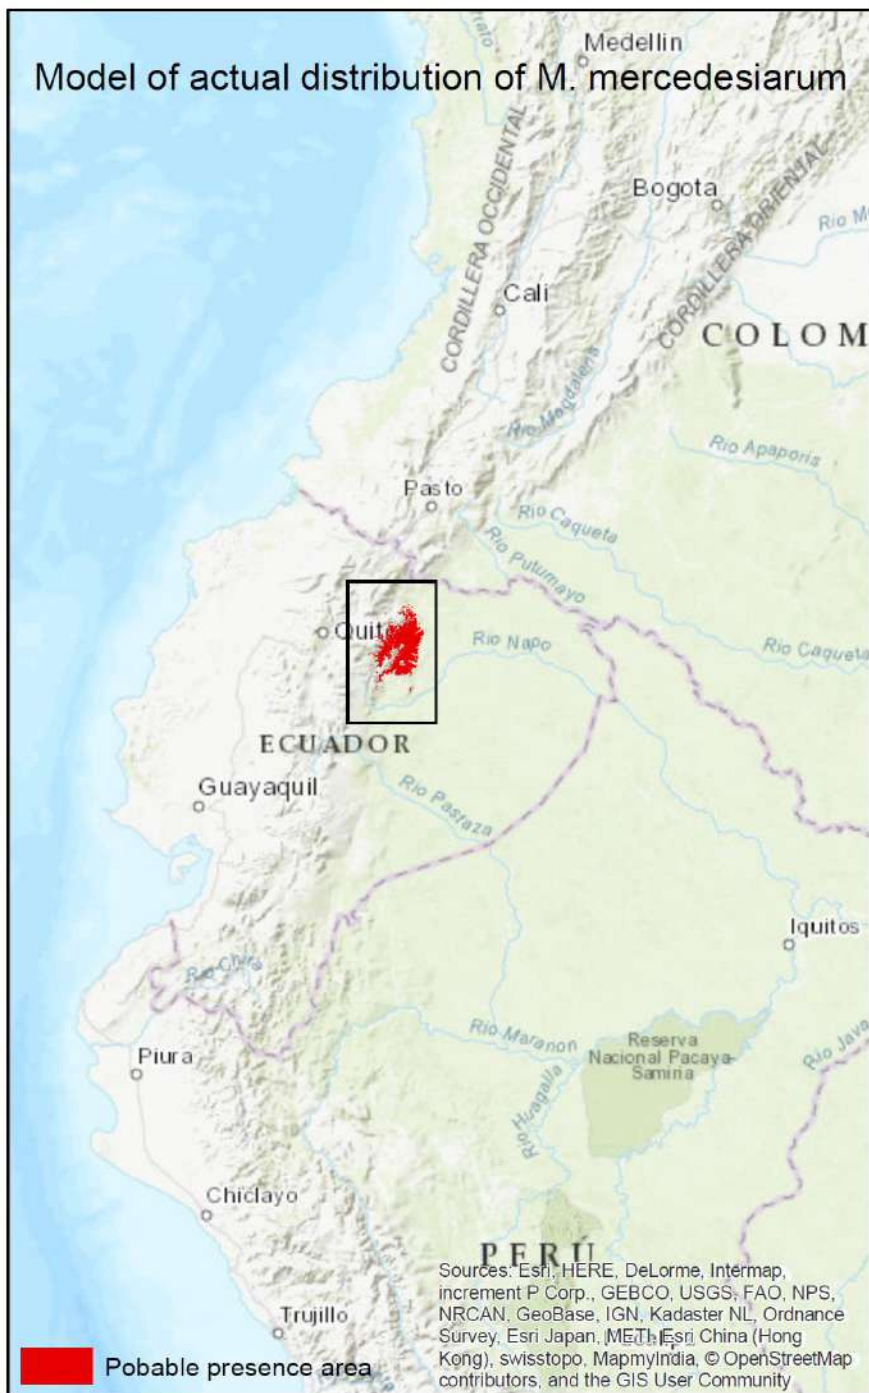 Medellin
Model of actual distribution of M. mercedesiarum
CORDILLERA OCCIDENTAL
Bogota
CORDILLERA ORIENTAL
Cali
COLOM
Rio Magdalena
Rio Apaporis
Pasto
Rio Caqueta
Rio Putumayo
Quito
Rio Napo
Rio Caqueta
ECUADOR
Guayaquil
Rio Pastaza
Iquitos
Rio Chira
Rio Maranon
Reserva
Nacional Pacaya-
Samiria
Rio Java
Piura
Rio Huagalla
Chiclayo
PERÚ
Sources: Esri, HERE, DeLorme, Intermap,
increment P Corp., GEBCO, USGS, FAO, NPS,
NRCAN, GeoBase, IGN, Kadaster NL, Ordnance
Survey, Esri Japan, METI, Esri China (Hong
Kong), swisstopo, MapmyIndia, © OpenStreetMap
contributors, and the GIS User Community
Trujillo
Pobable presence area